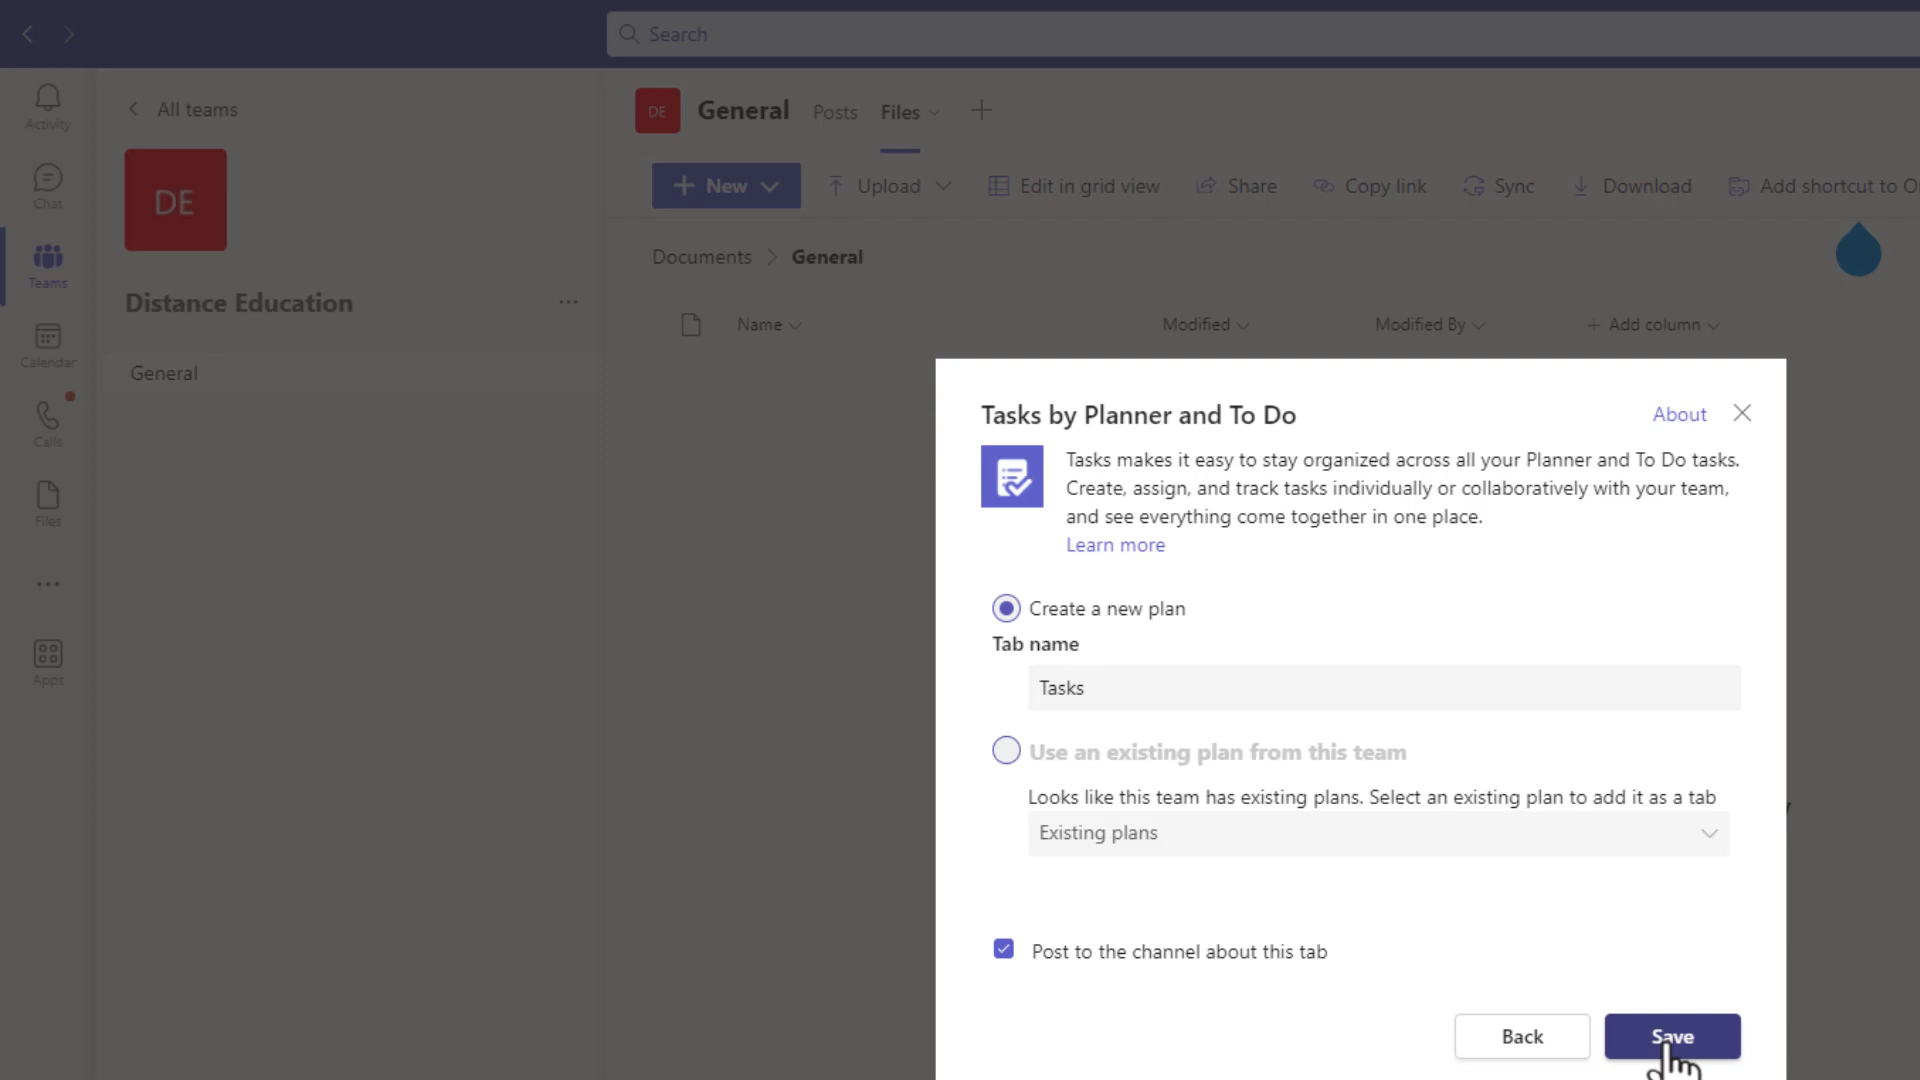 Search
Activity
Chat
Teams
Calendar
Calls
Files
Apps
All teams
DE
Distance Education
General
DE General Posts Files
New Upload Edit in grid view Share Copy link Sync Download Add shortcut to O
Documents General
Name Modified Modified By Add column
Tasks by Planner and To Do
About
Tasks makes it easy to stay organized across all your Planner and To Do tasks.
Create, assign, and track tasks individually or collaboratively with your team,
and see everything come together in one place.
Learn more
Create a new plan
Tab name
Tasks
Use an existing plan from this team
Looks like this team has existing plans. Select an existing plan to add it as a tab
Existing plans
Post to the channel about this tab
Back Save